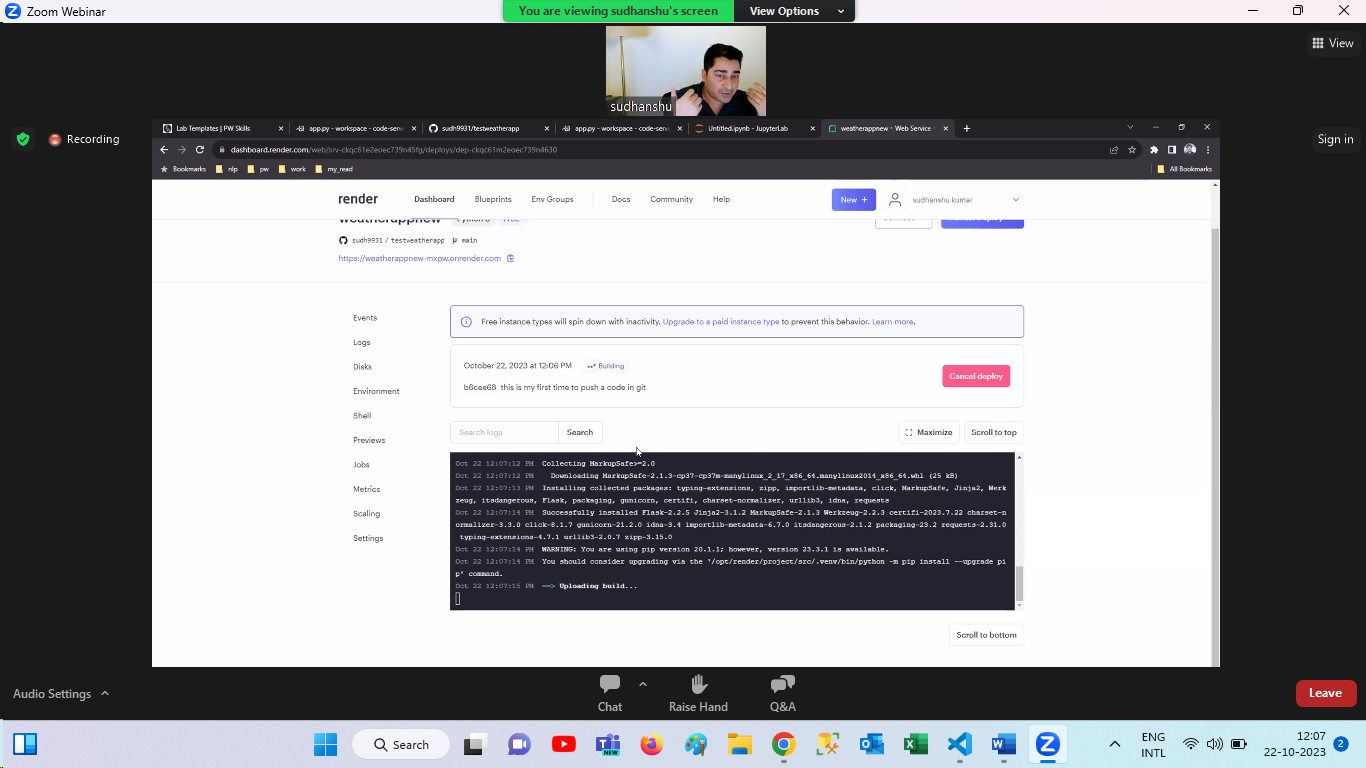 Zoom Webinar
You are viewing sudhanshu's screen
View Options
View
sudhanshu
Recording
Sign in
Lab Templates | PW Skills
app.py - workspace - code-serv
sudh9931/testweatherapp
app.py - workspace - code-serv
Untitled.ipynb - JupyterLab
weatherappnew · Web Service ·
dashboard.render.com/web/srv-ckqc61e2eoec739n45fg/deploys/dep-ckqc61m2eoec739n4630
Bookmarks
nlp
pw
work
my_read
All Bookmarks
render
Dashboard
Blueprints
Env Groups
Docs
Community
Help
New +
sudhanshu kumar
weatherappnew
sudh9931 / testweatherapp
main
https://weatherappnew-mxpw.onrender.com
Events
Logs
Disks
Environment
Shell
Previews
Jobs
Metrics
Scaling
Settings
Free instance types will spin down with inactivity. Upgrade to a paid instance type to prevent this behavior. Learn more.
October 22, 2023 at 12:06 PM
Building
b6cee68 this is my first time to push a code in git
Cancel deploy
Search logs
Search
Maximize
Scroll to top
Oct 22 12:07:12 PM Collecting MarkupSafe>=2.0
Oct 22 12:07:12 PM Downloading MarkupSafe-2.1.3-cp37-cp37m-manylinux_2_17_x86_64.manylinux2014_x86_64.whl (25 kB)
Oct 22 12:07:13 PM Installing collected packages: typing-extensions, zipp, importlib-metadata, click, MarkupSafe, Jinja2, Werk
zeug, itsdangerous, Flask, packaging, gunicorn, certifi, charset-normalizer, urllib3, idna, requests
Oct 22 12:07:14 PM Successfully installed Flask-2.2.5 Jinja2-3.1.2 MarkupSafe-2.1.3 Werkzeug-2.2.3 certifi-2023.7.22 charset-n
ormalizer-3.3.0 click-8.1.7 gunicorn-21.2.0 idna-3.4 importlib-metadata-6.7.0 itsdangerous-2.1.2 packaging-23.2 requests-2.31.0
typing-extensions-4.7.1 urllib3-2.0.7 zipp-3.15.0
Oct 22 12:07:14 PM WARNING: You are using pip version 20.1.1; however, version 23.3.1 is available.
Oct 22 12:07:14 PM You should consider upgrading via the '/opt/render/project/src/.venv/bin/python -m pip install --upgrade pi
p' command.
Oct 22 12:07:15 PM ==> Uploading build...
Scroll to bottom
Audio Settings
Chat
Raise Hand
Q&A
Leave
Search
NEW
ENG
INTL
12:07
22-10-2023
2